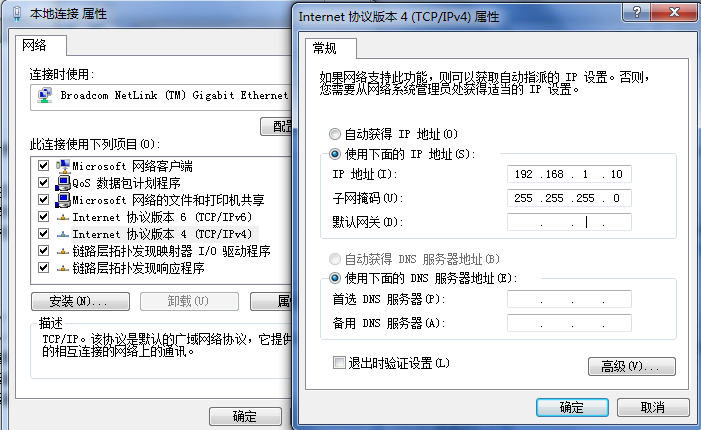 本地连接 属性
网络
连接时使用:
Broadcom NetLink (TM) Gigabit Ethernet
配置
此连接使用下列项目(O):
Microsoft 网络客户端
QoS 数据包计划程序
Microsoft 网络的文件和打印机共享
Internet 协议版本 6 (TCP/IPv6)
Internet 协议版本 4 (TCP/IPv4)
链路层拓扑发现映射器 I/O 驱动程序
链路层拓扑发现响应程序
安装(N)...
卸载(U)
属
描述
TCP/IP。该协议是默认的广域网络协议，它提供
的相互连接的网络上的通讯。
确定
Internet 协议版本 4 (TCP/IPv4) 属性
常规
如果网络支持此功能，则可以获取自动指派的 IP 设置。否则，
您需要从网络系统管理员处获得适当的 IP 设置。
自动获得 IP 地址(O)
使用下面的 IP 地址(S):
IP 地址(I):
192 .168 . 1 . 10
子网掩码(U):
255 .255 .255 . 0
默认网关(D):
. . .
自动获得 DNS 服务器地址(B)
使用下面的 DNS 服务器地址(E):
首选 DNS 服务器(P):
. . .
备用 DNS 服务器(A):
. . .
退出时验证设置(L)
高级(V)...
确定
取消